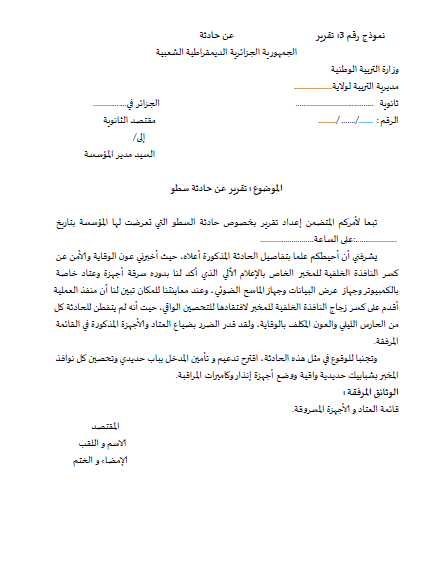 نموذج رقم 3: تقرير عن حادثة
الجمهورية الجزائرية الديمقراطية الشعبية
وزارة التربية الوطنية
مديرية التربية لولاية..................
ثانوية .................................... الجزائر في................
الرقم : ....../....../........ مقتصد الثانوية
إلى/
السيد مدير المؤسسة
الموضوع : تقرير عن حادثة سطو
تبعا لأمركم المتضمن إعداد تقرير بخصوص حادثة السطو التي تعرضت لها المؤسسة بتاريخ
....................:على الساعة..........................
يشرفني أن أحيطكم علما بتفاصيل الحادثة المذكورة أعلاه، حيث أخبرني عون الوقاية والأمن عن
كسر النافذة الخلفية للمخبر الخاص بالإعلام الآلي الذي أكد لنا بدوره سرقة أجهزة وعتاد خاصة
بالكمبيوتر وجهاز عرض البيانات وجهاز الماسح الضوئي، وعند معاينتنا للمكان تبين لنا أن منفذ العملية
أقدم على كسر زجاج النافذة الخلفية للمخبر لافتقادها للتحصين الواقي، حيت أنه لم يتفطن للحادثة كل
من الحارس الليلي والعون المكلف بالوقاية، ولقد قدر الضرر بضياع العتاد والأجهزة المذكورة في القائمة
المرفقة.
وتجنبا للوقوع في مثل هذه الحادثة، اقترح تدعيم و تأمين المدخل بباب حديدي وتحصين كل نوافذ
المخبر بشبابيك حديدية واقية ووضع أجهزة إنذار وكاميرات المراقبة.
الوثائق المرفقة :
قائمة العتاد و الأجهزة المسروقة.
المقتصد
الاسم و اللقب
الإمضاء و الختم